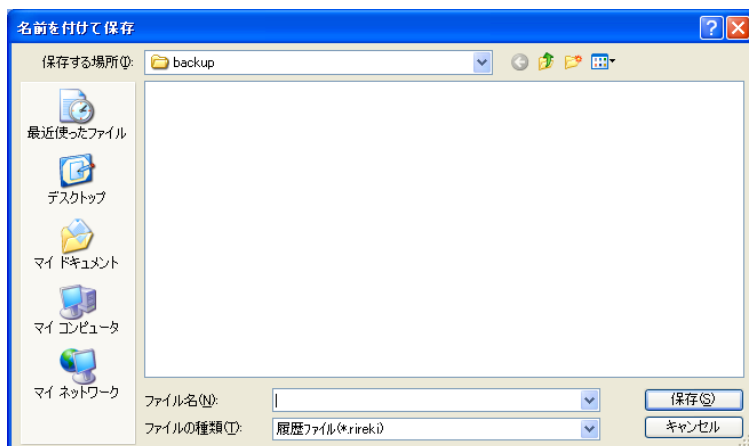 名前を付けて保存
保存する場所(I):
backup
最近使ったファイル
デスクトップ
マイ ドキュメント
マイ コンピュータ
マイ ネットワーク
ファイル名(N):
保存(S)
ファイルの種類(T):
履歴ファイル(*.rireki)
キャンセル